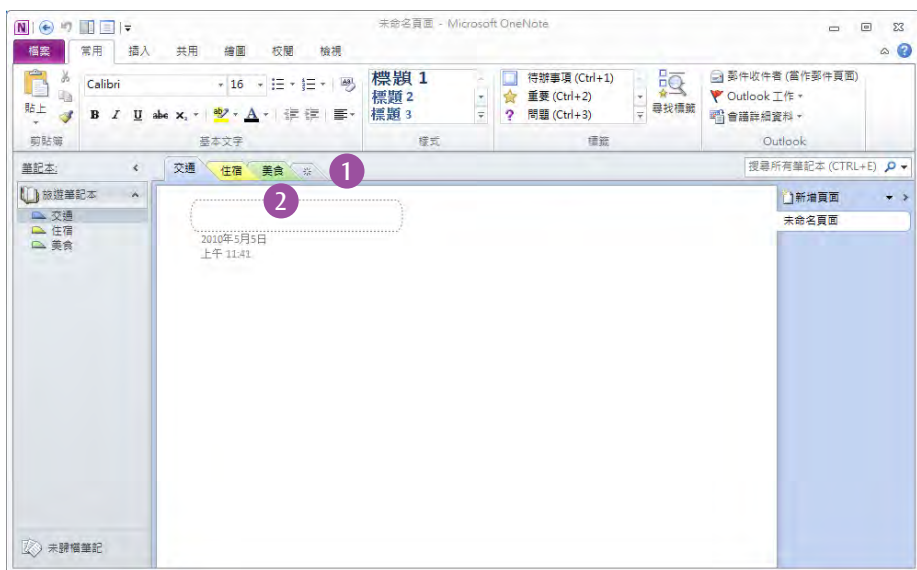 未命名頁面 - Microsoft OneNote
檔案 常用 插入 共用 繪圖 校閱 檢視
貼上
Calibri 16
B I U abc x₂ A
標題 1
標題 2
標題 3
待辦事項 (Ctrl+1)
重要 (Ctrl+2)
問題 (Ctrl+3)
尋找標籤
郵件收件者 (當作郵件頁面)
Outlook 工作
會議詳細資料
剪貼簿 基本文字 樣式 標籤 Outlook
筆記本:
交通 住宿 美食 1
搜尋所有筆記本 (CTRL+E)
旅遊筆記本
交通
住宿
美食
2
2010年5月5日
上午 11:41
新增頁面
未命名頁面
未歸檔筆記